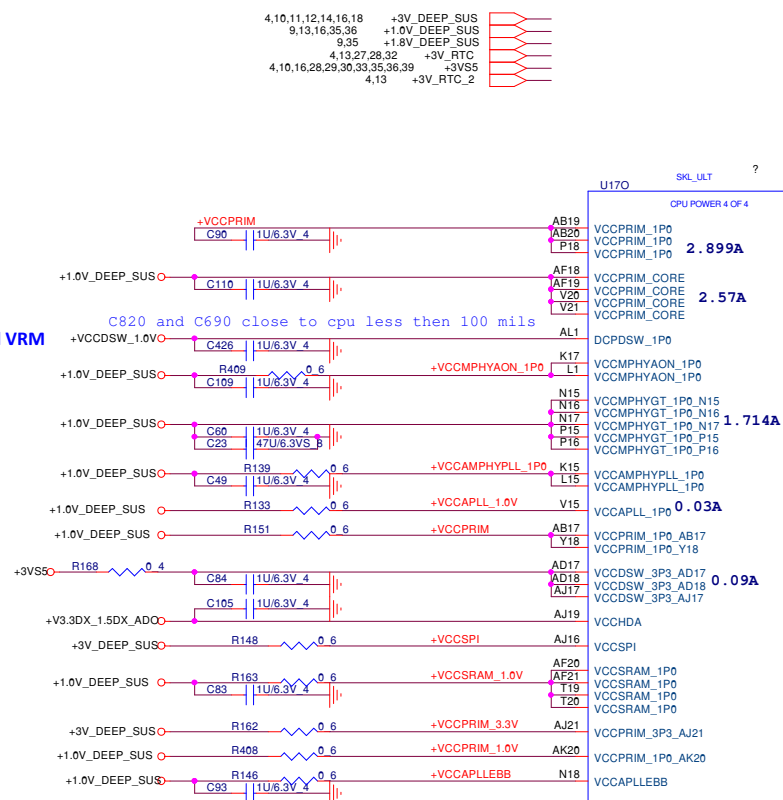 4,10,11,12,14,16,18 +3V_DEEP_SUS
9,13,16,35,36 +1.0V_DEEP_SUS
9,35 +1.8V_DEEP_SUS
4,13,27,28,32 +3V_RTC
4,10,16,28,29,30,33,35,36,39 +3VS5
4,13 +3V_RTC_2
?
SKL_ULT
U17O
CPU POWER 4 OF 4
+VCCPRIM
C90 1U/6.3V_4
AB19 VCCPRIM_1P0
AB20 VCCPRIM_1P0
P18 VCCPRIM_1P0
2.899A
+1.0V_DEEP_SUS
C110 1U/6.3V_4
AF18 VCCPRIM_CORE
AF19 VCCPRIM_CORE
V20 VCCPRIM_CORE
V21 VCCPRIM_CORE
2.57A
C820 and C690 close to cpu less then 100 mils
VRM
+VCCDSW_1.0V
C426 1U/6.3V_4
AL1 DCPDSW_1P0
+1.0V_DEEP_SUS R409 0_6 +VCCMPHYAON_1P0
C109 1U/6.3V_4
K17 VCCMPHYAON_1P0
L1 VCCMPHYAON_1P0
+1.0V_DEEP_SUS
C60 1U/6.3V_4
C23 47U/6.3VS_8
N15 VCCMPHYGT_1P0_N15
N16 VCCMPHYGT_1P0_N16
N17 VCCMPHYGT_1P0_N17
P15 VCCMPHYGT_1P0_P15
P16 VCCMPHYGT_1P0_P16
1.714A
+1.0V_DEEP_SUS R139 0_6 +VCCAMPHYPLL_1P0
C49 1U/6.3V_4
K15 VCCAMPHYPLL_1P0
L15 VCCAMPHYPLL_1P0
+1.0V_DEEP_SUS R133 0_6 +VCCAPLL_1.0V V15 VCCAPLL_1P0 0.03A
+1.0V_DEEP_SUS R151 0_6 +VCCPRIM
AB17 VCCPRIM_1P0_AB17
Y18 VCCPRIM_1P0_Y18
+3VS5 R168 0_4
C84 1U/6.3V_4
AD17 VCCDSW_3P3_AD17
AD18 VCCDSW_3P3_AD18
AJ17 VCCDSW_3P3_AJ17
0.09A
C105 1U/6.3V_4
+V3.3DX_1.5DX_ADO AJ19 VCCHDA
+3V_DEEP_SUS R148 0_6 +VCCSPI AJ16 VCCSPI
+1.0V_DEEP_SUS R163 0_6 +VCCSRAM_1.0V
C83 1U/6.3V_4
AF20 VCCSRAM_1P0
AF21 VCCSRAM_1P0
T19 VCCSRAM_1P0
T20 VCCSRAM_1P0
+3V_DEEP_SUS R162 0_6 +VCCPRIM_3.3V AJ21 VCCPRIM_3P3_AJ21
+1.0V_DEEP_SUS R408 0_6 +VCCPRIM_1.0V AK20 VCCPRIM_1P0_AK20
+1.0V_DEEP_SUS R146 0_6 +VCCAPLLEBB N18 VCCAPLLEBB
C93 1U/6.3V_4